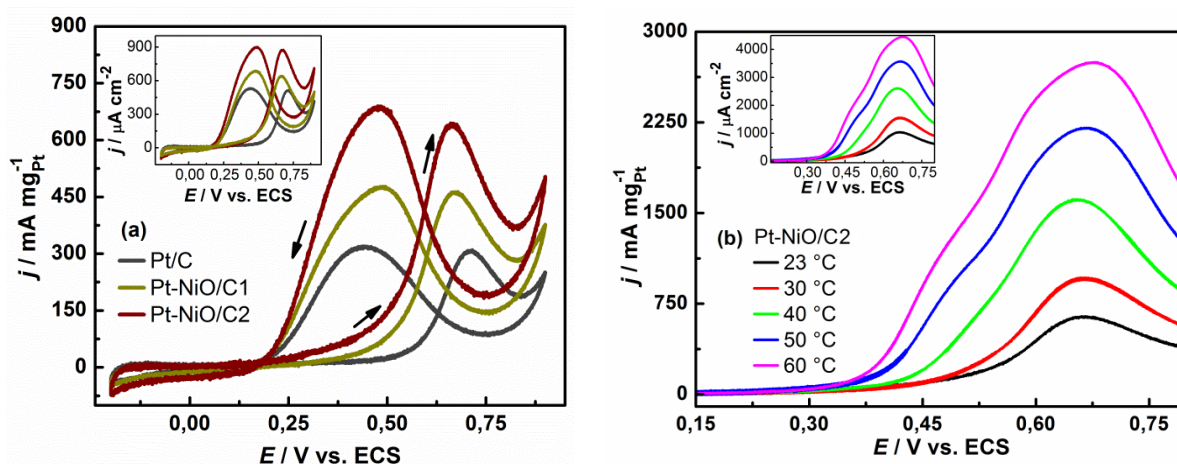 900
750
600
450
300
150
0
j / mA mg⁻¹Pt
0,00 0,25 0,50 0,75
E / V vs. ECS
900
600
300
0
j / µA cm⁻²
0,00 0,25 0,50 0,75
E / V vs. ECS
(a)
Pt/C
Pt-NiO/C1
Pt-NiO/C2
3000
2250
1500
750
0
j / mA mg⁻¹Pt
0,15 0,30 0,45 0,60 0,75
E / V vs. ECS
4000
3000
2000
1000
0
j / µA cm⁻²
0,30 0,45 0,60 0,75
E / V vs. ECS
(b)
Pt-NiO/C2
23 °C
30 °C
40 °C
50 °C
60 °C